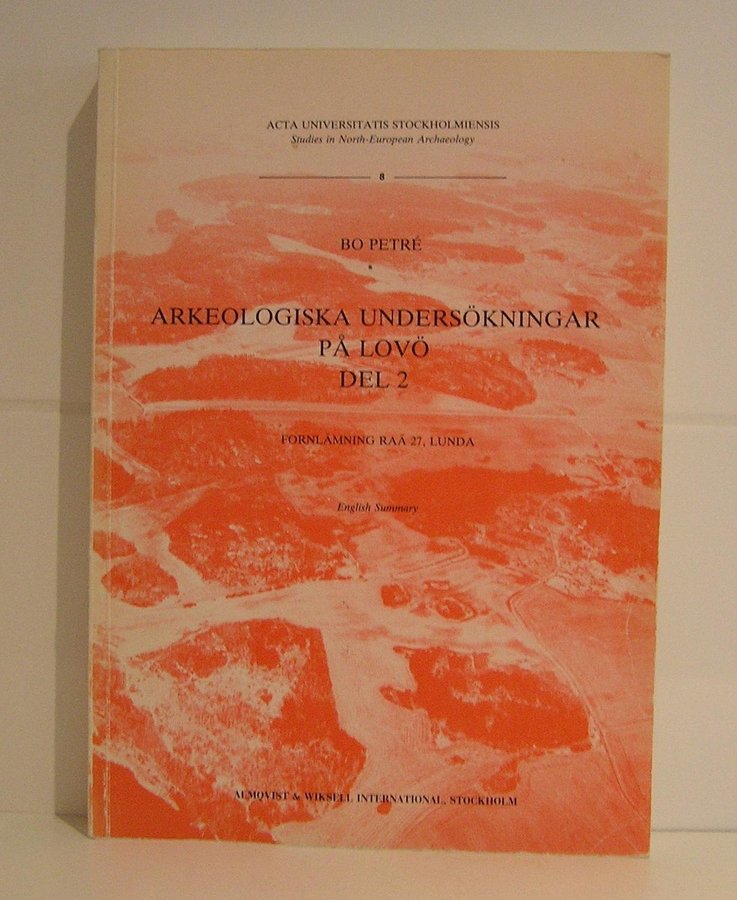 ACTA UNIVERSITATIS STOCKHOLMIENSIS
Studies in North-European Archaeology
8
BO PETRÉ
ARKEOLOGISKA UNDERSÖKNINGAR
PÅ LOVÖ
DEL 2
FORNLÄMNING RAÄ 27, LUNDA
English Summary
ALMQVIST & WIKSELL INTERNATIONAL, STOCKHOLM